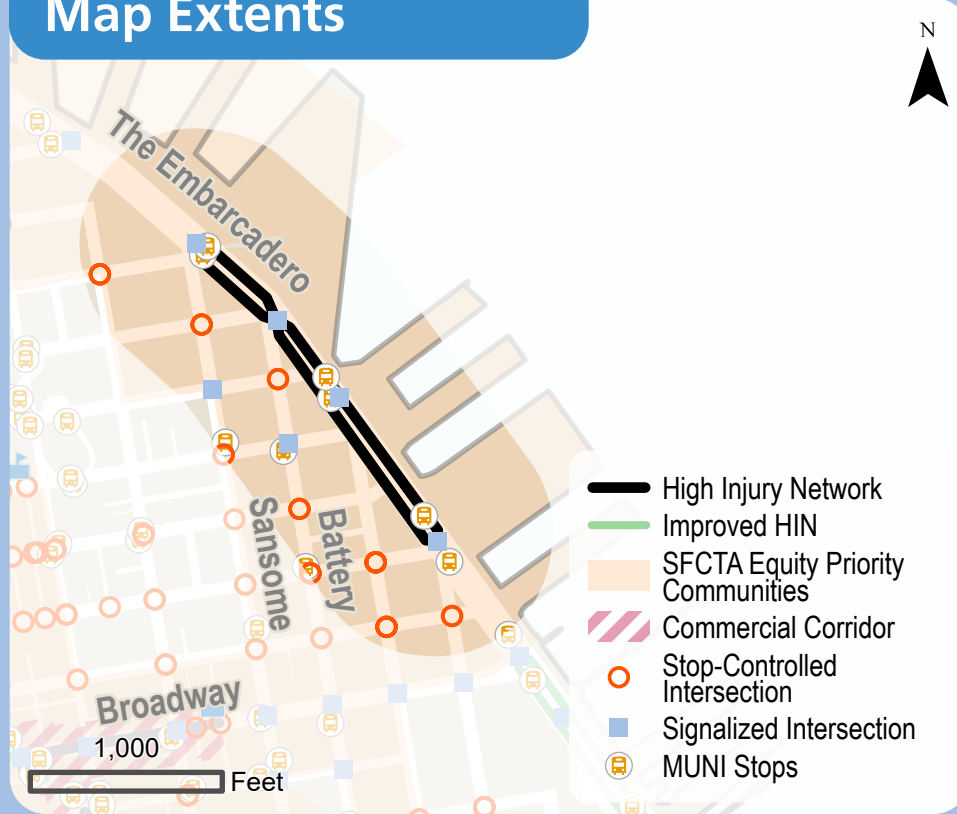 Map Extents
N
The Embarcadero
Sansome
Battery
Broadway
1,000
Feet
High Injury Network
Improved HIN
SFCTA Equity Priority
Communities
Commercial Corridor
Stop-Controlled
Intersection
Signalized Intersection
MUNI Stops